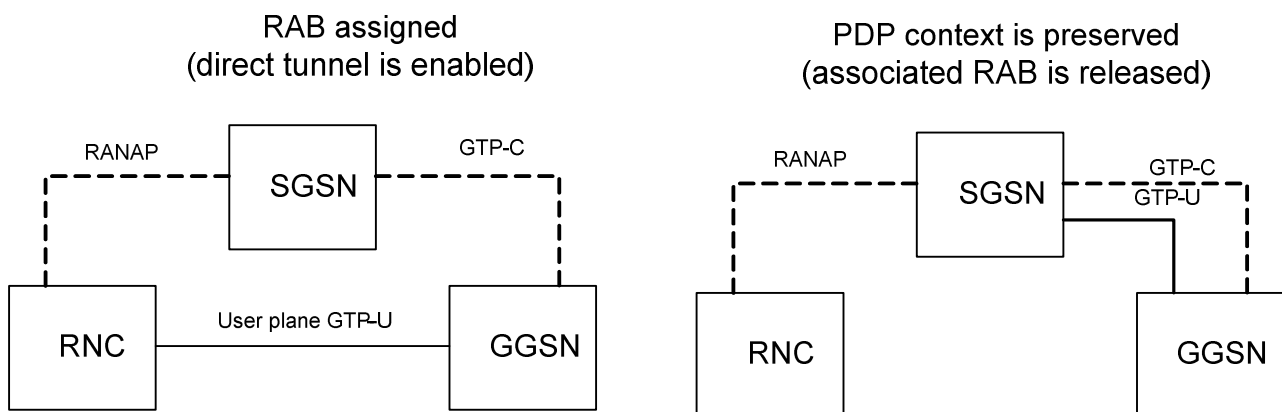 RAB assigned
(direct tunnel is enabled)
RANAP
GTP-C
SGSN
RNC
User plane GTP-U
GGSN
PDP context is preserved
(associated RAB is released)
RANAP
GTP-C
GTP-U
SGSN
RNC
GGSN